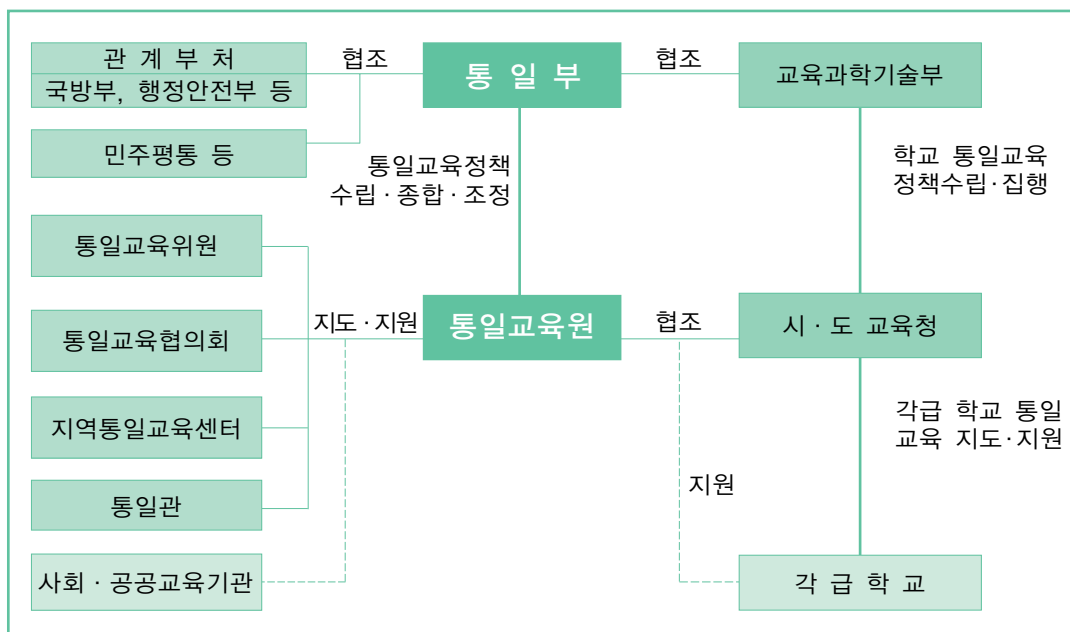 관 계 부 처
국방부, 행정안전부 등
협조
통 일 부
협조
교육과학기술부
민주평통 등
통일교육정책
수립·종합·조정
학교 통일교육
정책수립·집행
통일교육위원
통일교육협의회
지도·지원
통일교육원
협조
시·도 교육청
지역통일교육센터
각급 학교 통일
교육 지도·지원
통일관
지원
사회·공공교육기관
각 급 학 교